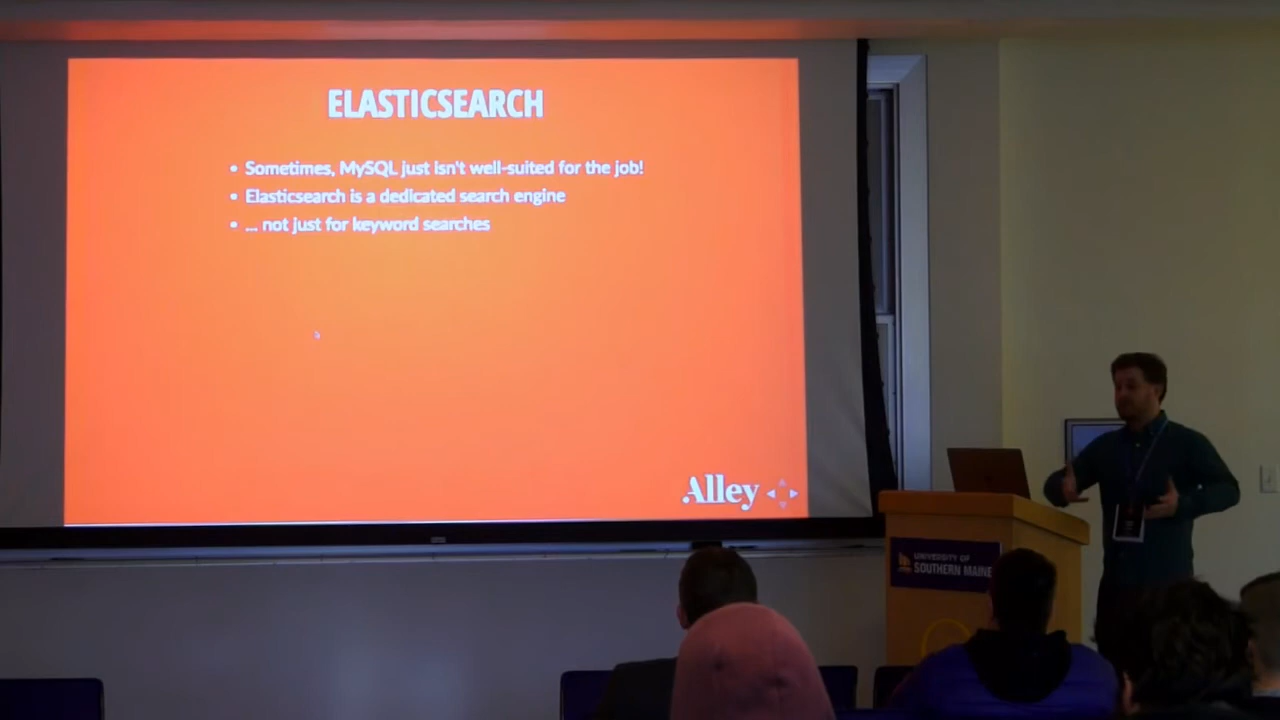 ELASTICSEARCH
• Sometimes, MySQL just isn't well-suited for the job!
• Elasticsearch is a dedicated search engine
• ... not just for keyword searches
Alley
UNIVERSITY OF
SOUTHERN MAINE